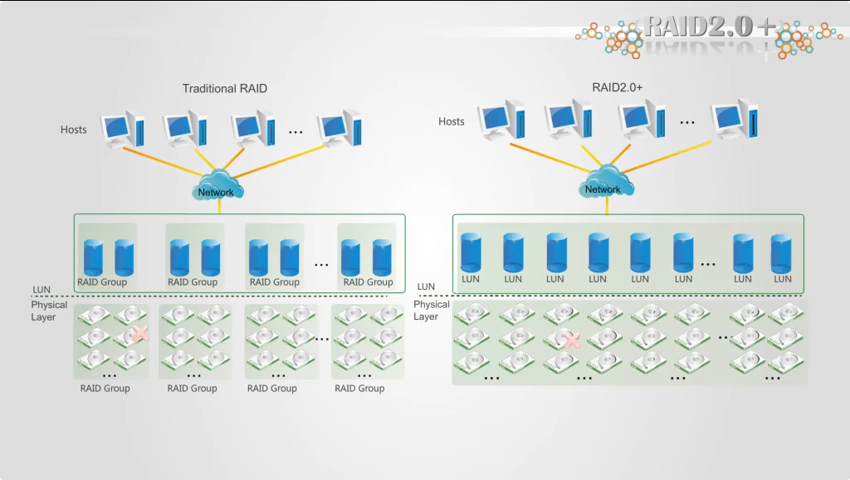 RAID2.0+
Traditional RAID
Hosts
...
Network
RAID Group RAID Group RAID Group ... RAID Group
LUN
Physical
Layer
...
... ... ... ...
RAID Group RAID Group RAID Group RAID Group
RAID2.0+
Hosts
...
Network
...
LUN LUN LUN LUN LUN LUN LUN LUN
LUN
Physical
Layer
...
... ... ... ...